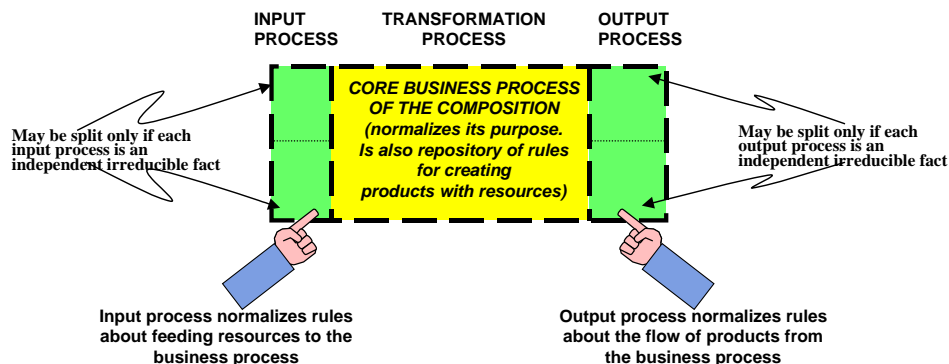 INPUT
PROCESS
TRANSFORMATION
PROCESS
OUTPUT
PROCESS
CORE BUSINESS PROCESS
OF THE COMPOSITION
(normalizes its purpose.
Is also repository of rules
for creating
products with resources)
May be split only if each
input process is an
independent irreducible fact
May be split only if each
output process is an
independent irreducible fact
Input process normalizes rules
about feeding resources to the
business process
Output process normalizes rules
about the flow of products from
the business process